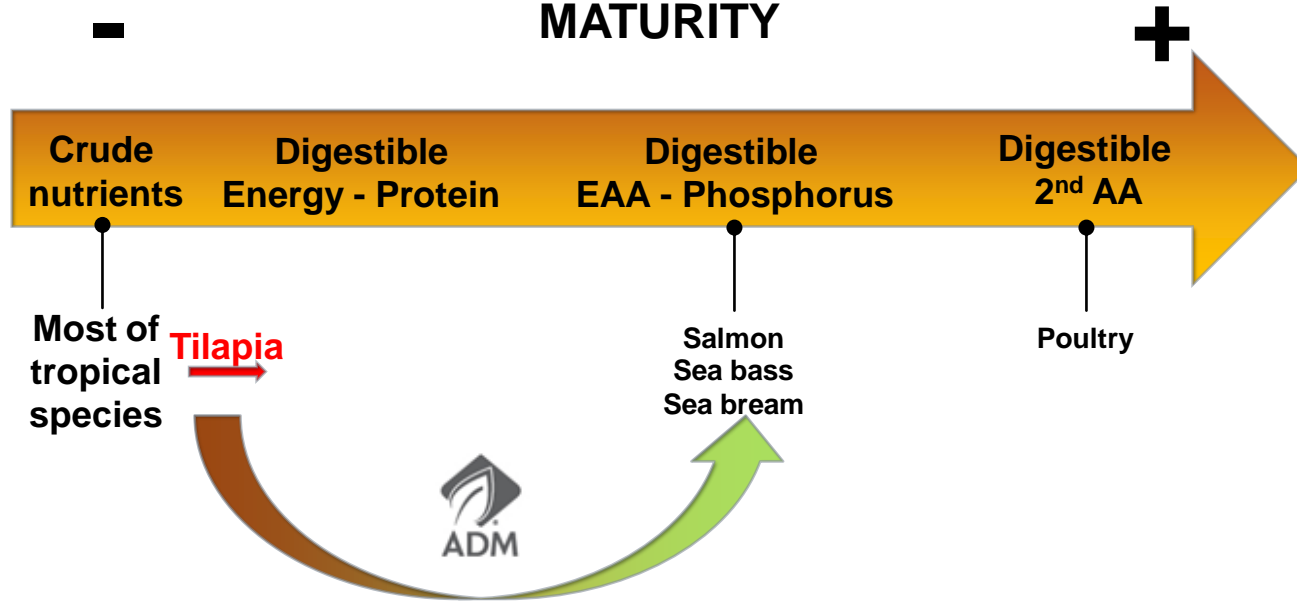 - MATURITY +
Crude
nutrients
Digestible
Energy - Protein
Digestible
EAA - Phosphorus
Digestible
2nd AA
Most of
tropical
species
Tilapia
Salmon
Sea bass
Sea bream
Poultry
ADM